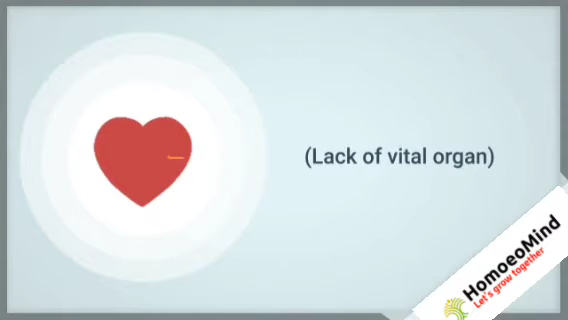 (Lack of vital organ)
HomoeoMind
Let's grow together